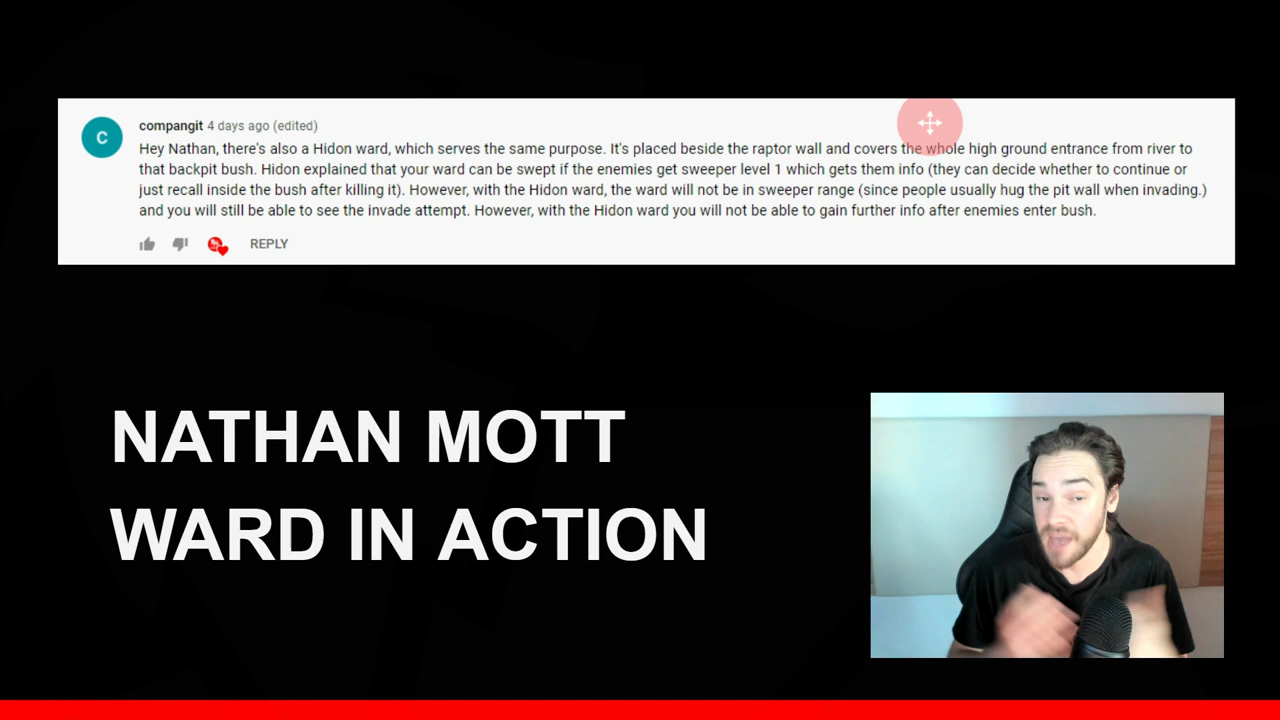 C
compangit 4 days ago (edited)
Hey Nathan, there's also a Hidon ward, which serves the same purpose. It's placed beside the raptor wall and covers the whole high ground entrance from river to
that backpit bush. Hidon explained that your ward can be swept if the enemies get sweeper level 1 which gets them info (they can decide whether to continue or
just recall inside the bush after killing it). However, with the Hidon ward, the ward will not be in sweeper range (since people usually hug the pit wall when invading.)
and you will still be able to see the invade attempt. However, with the Hidon ward you will not be able to gain further info after enemies enter bush.
REPLY
NATHAN MOTT
WARD IN ACTION